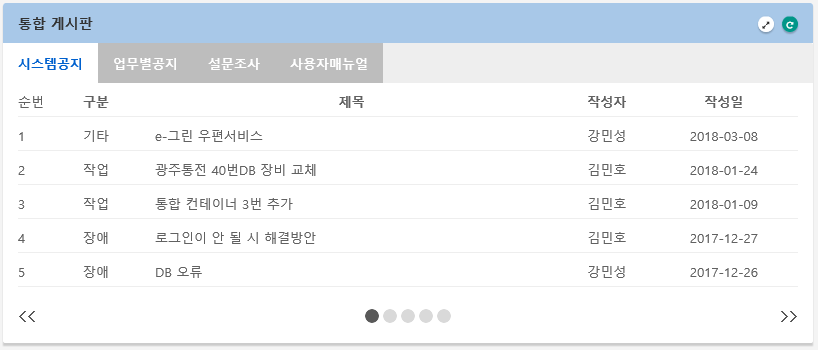 통합 게시판
시스템공지 업무별공지 설문조사 사용자매뉴얼
순번 구분 제목 작성자 작성일
1 기타 e-그린 우편서비스 강민성 2018-03-08
2 작업 광주통전 40번DB 장비 교체 김민호 2018-01-24
3 작업 통합 컨테이너 3번 추가 김민호 2018-01-09
4 장애 로그인이 안 될 시 해결방안 김민호 2017-12-27
5 장애 DB 오류 강민성 2017-12-26